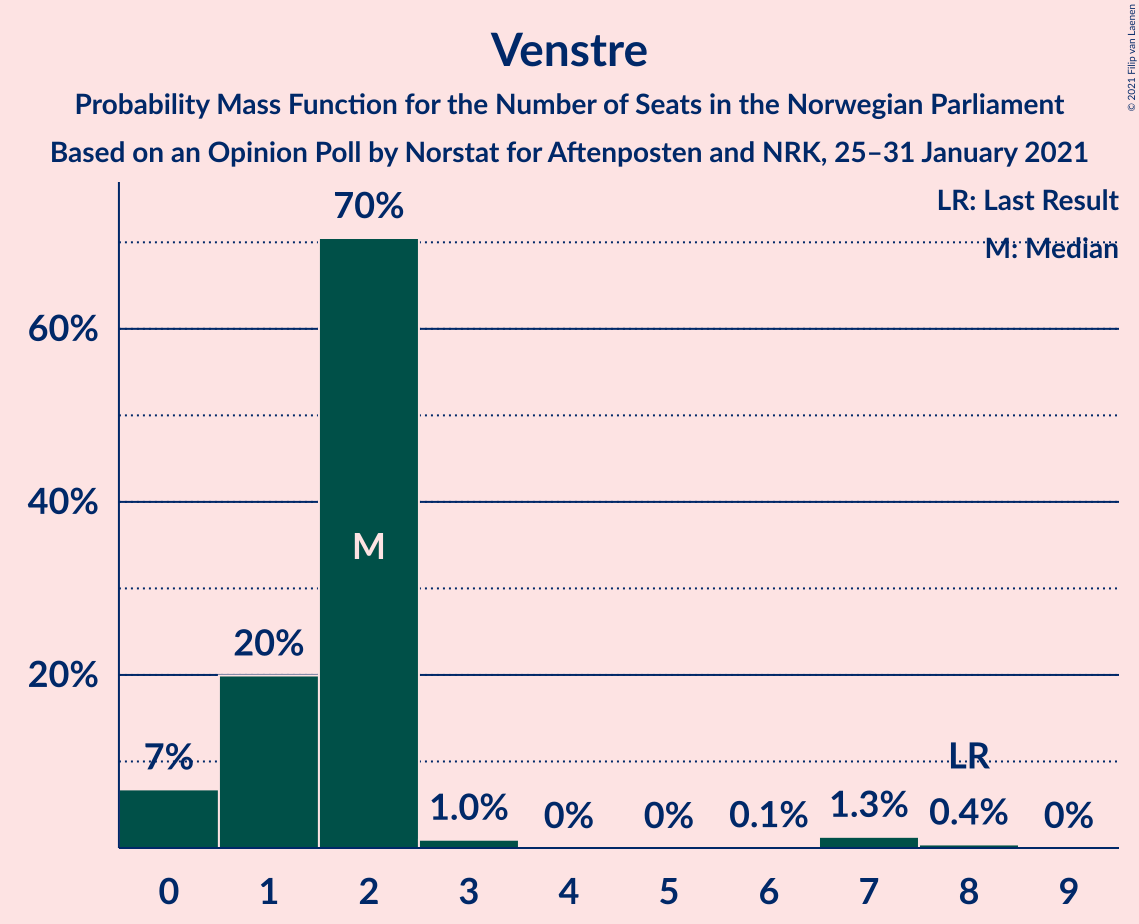 © 2021 Filip van Laenen
Venstre
Probability Mass Function for the Number of Seats in the Norwegian Parliament
Based on an Opinion Poll by Norstat for Aftenposten and NRK, 25–31 January 2021
LR: Last Result
M: Median
70%
60%
40%
M
20%
20%
7%
LR
1.0%
0%
0%
0.1%
1.3%
0.4%
0%
0 1 2 3 4 5 6 7 8 9